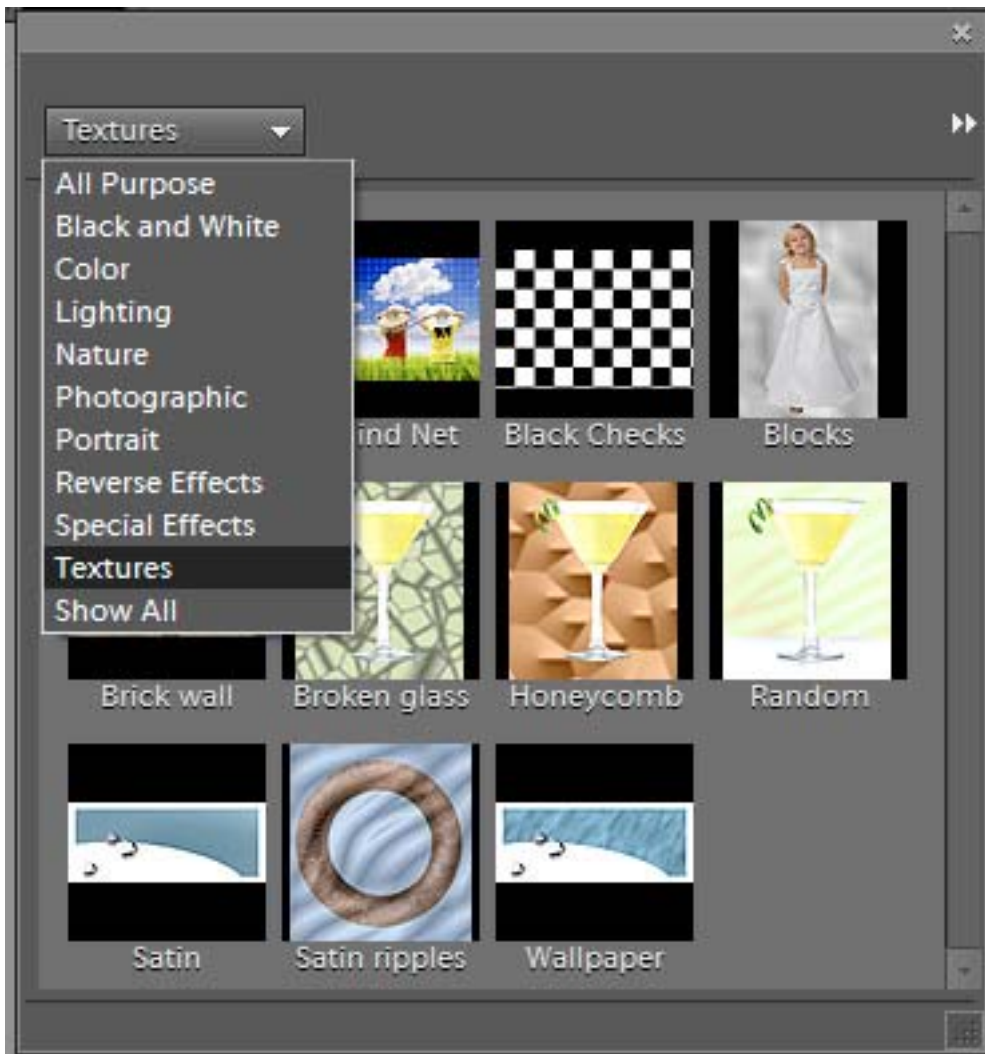 Textures
All Purpose
Black and White
Color
Lighting
Nature
Photographic
Portrait
Reverse Effects
Special Effects
Textures
Show All
Net Black Checks Blocks
Brick wall Broken glass Honeycomb Random
Satin Satin ripples Wallpaper